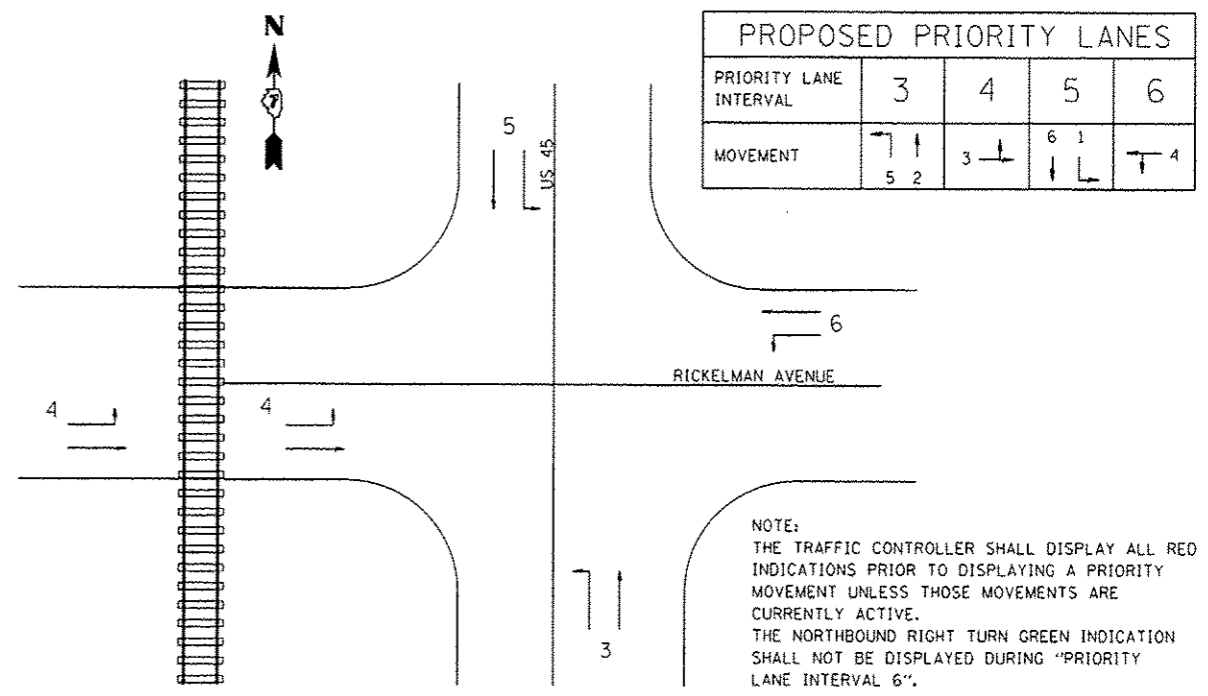 N
PROPOSED PRIORITY LANES
PRIORITY LANE
INTERVAL
3
4
5
6
MOVEMENT
5 2
3
6 1
4
5
US 45
6
RICKELMAN AVENUE
4
4
3
NOTE:
THE TRAFFIC CONTROLLER SHALL DISPLAY ALL RED
INDICATIONS PRIOR TO DISPLAYING A PRIORITY
MOVEMENT UNLESS THOSE MOVEMENTS ARE
CURRENTLY ACTIVE.
THE NORTHBOUND RIGHT TURN GREEN INDICATION
SHALL NOT BE DISPLAYED DURING "PRIORITY
LANE INTERVAL 6".